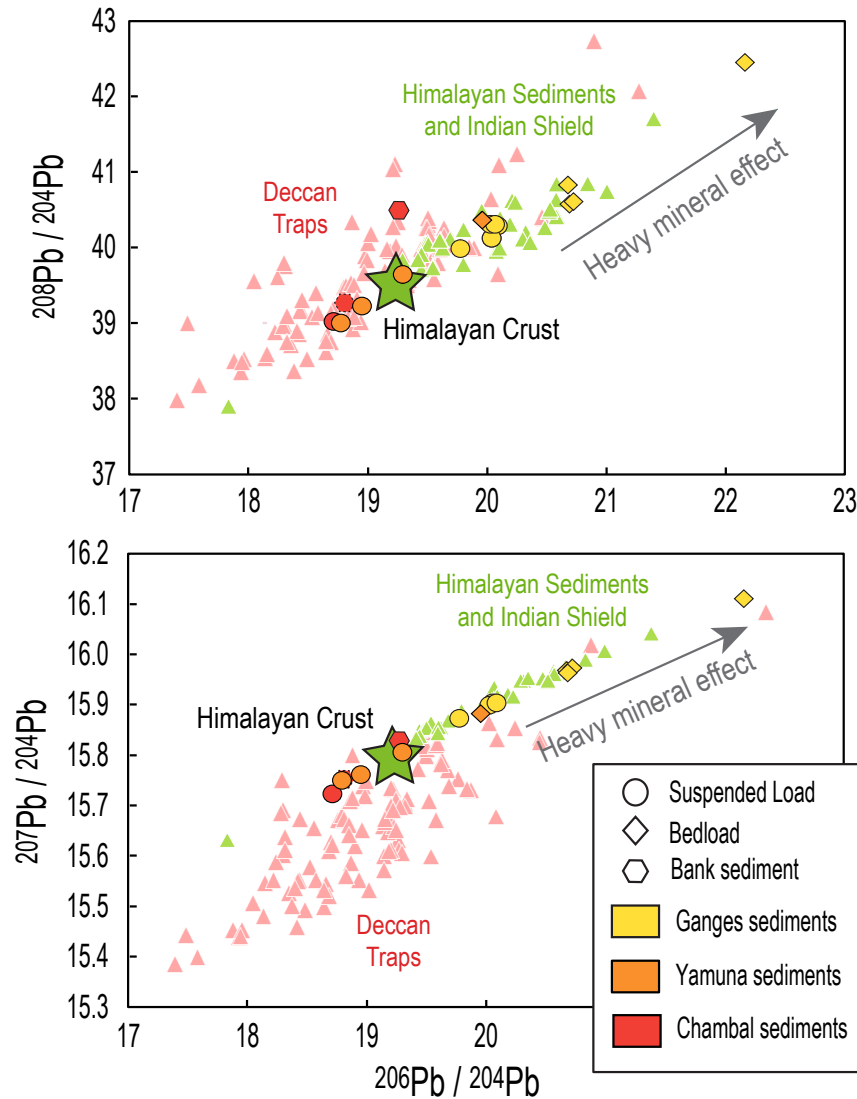 43
42
41
40
39
38
37
208Pb / 204Pb
Himalayan Sediments
and Indian Shield
Deccan
Traps
Heavy mineral effect
Himalayan Crust
17
18
19
20
21
22
23
16.2
16.1
16.0
15.9
15.8
15.7
15.6
15.5
15.4
15.3
207Pb / 204Pb
Himalayan Sediments
and Indian Shield
Himalayan Crust
Heavy mineral effect
Deccan
Traps
Suspended Load
Bedload
Bank sediment
Ganges sediments
Yamuna sediments
Chambal sediments
17
18
19
20
206Pb / 204Pb